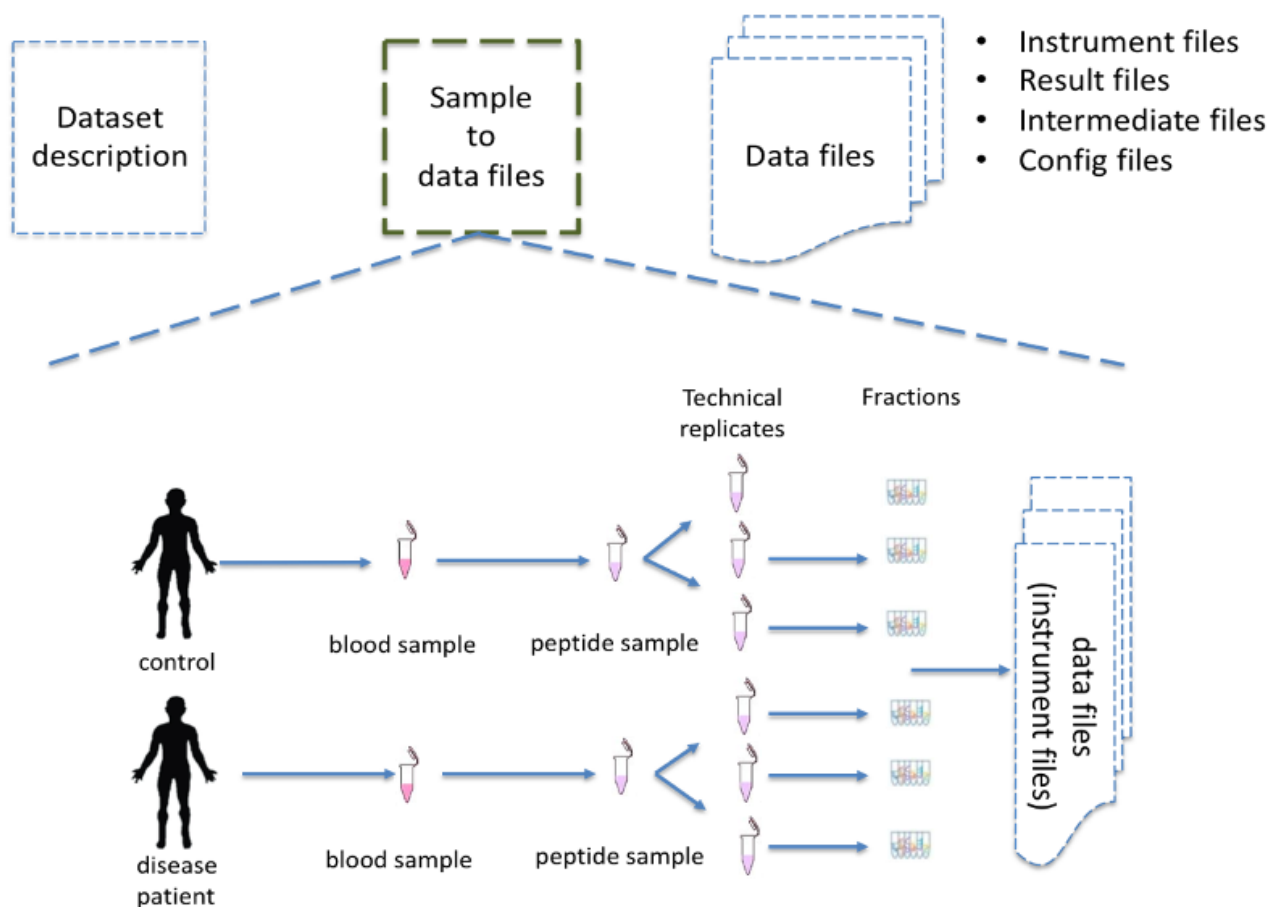 Dataset
description
Sample
to
data files
Data files
• Instrument files
• Result files
• Intermediate files
• Config files
Technical
replicates
Fractions
control
blood sample
peptide sample
data files
(instrument files)
disease
patient
blood sample
peptide sample